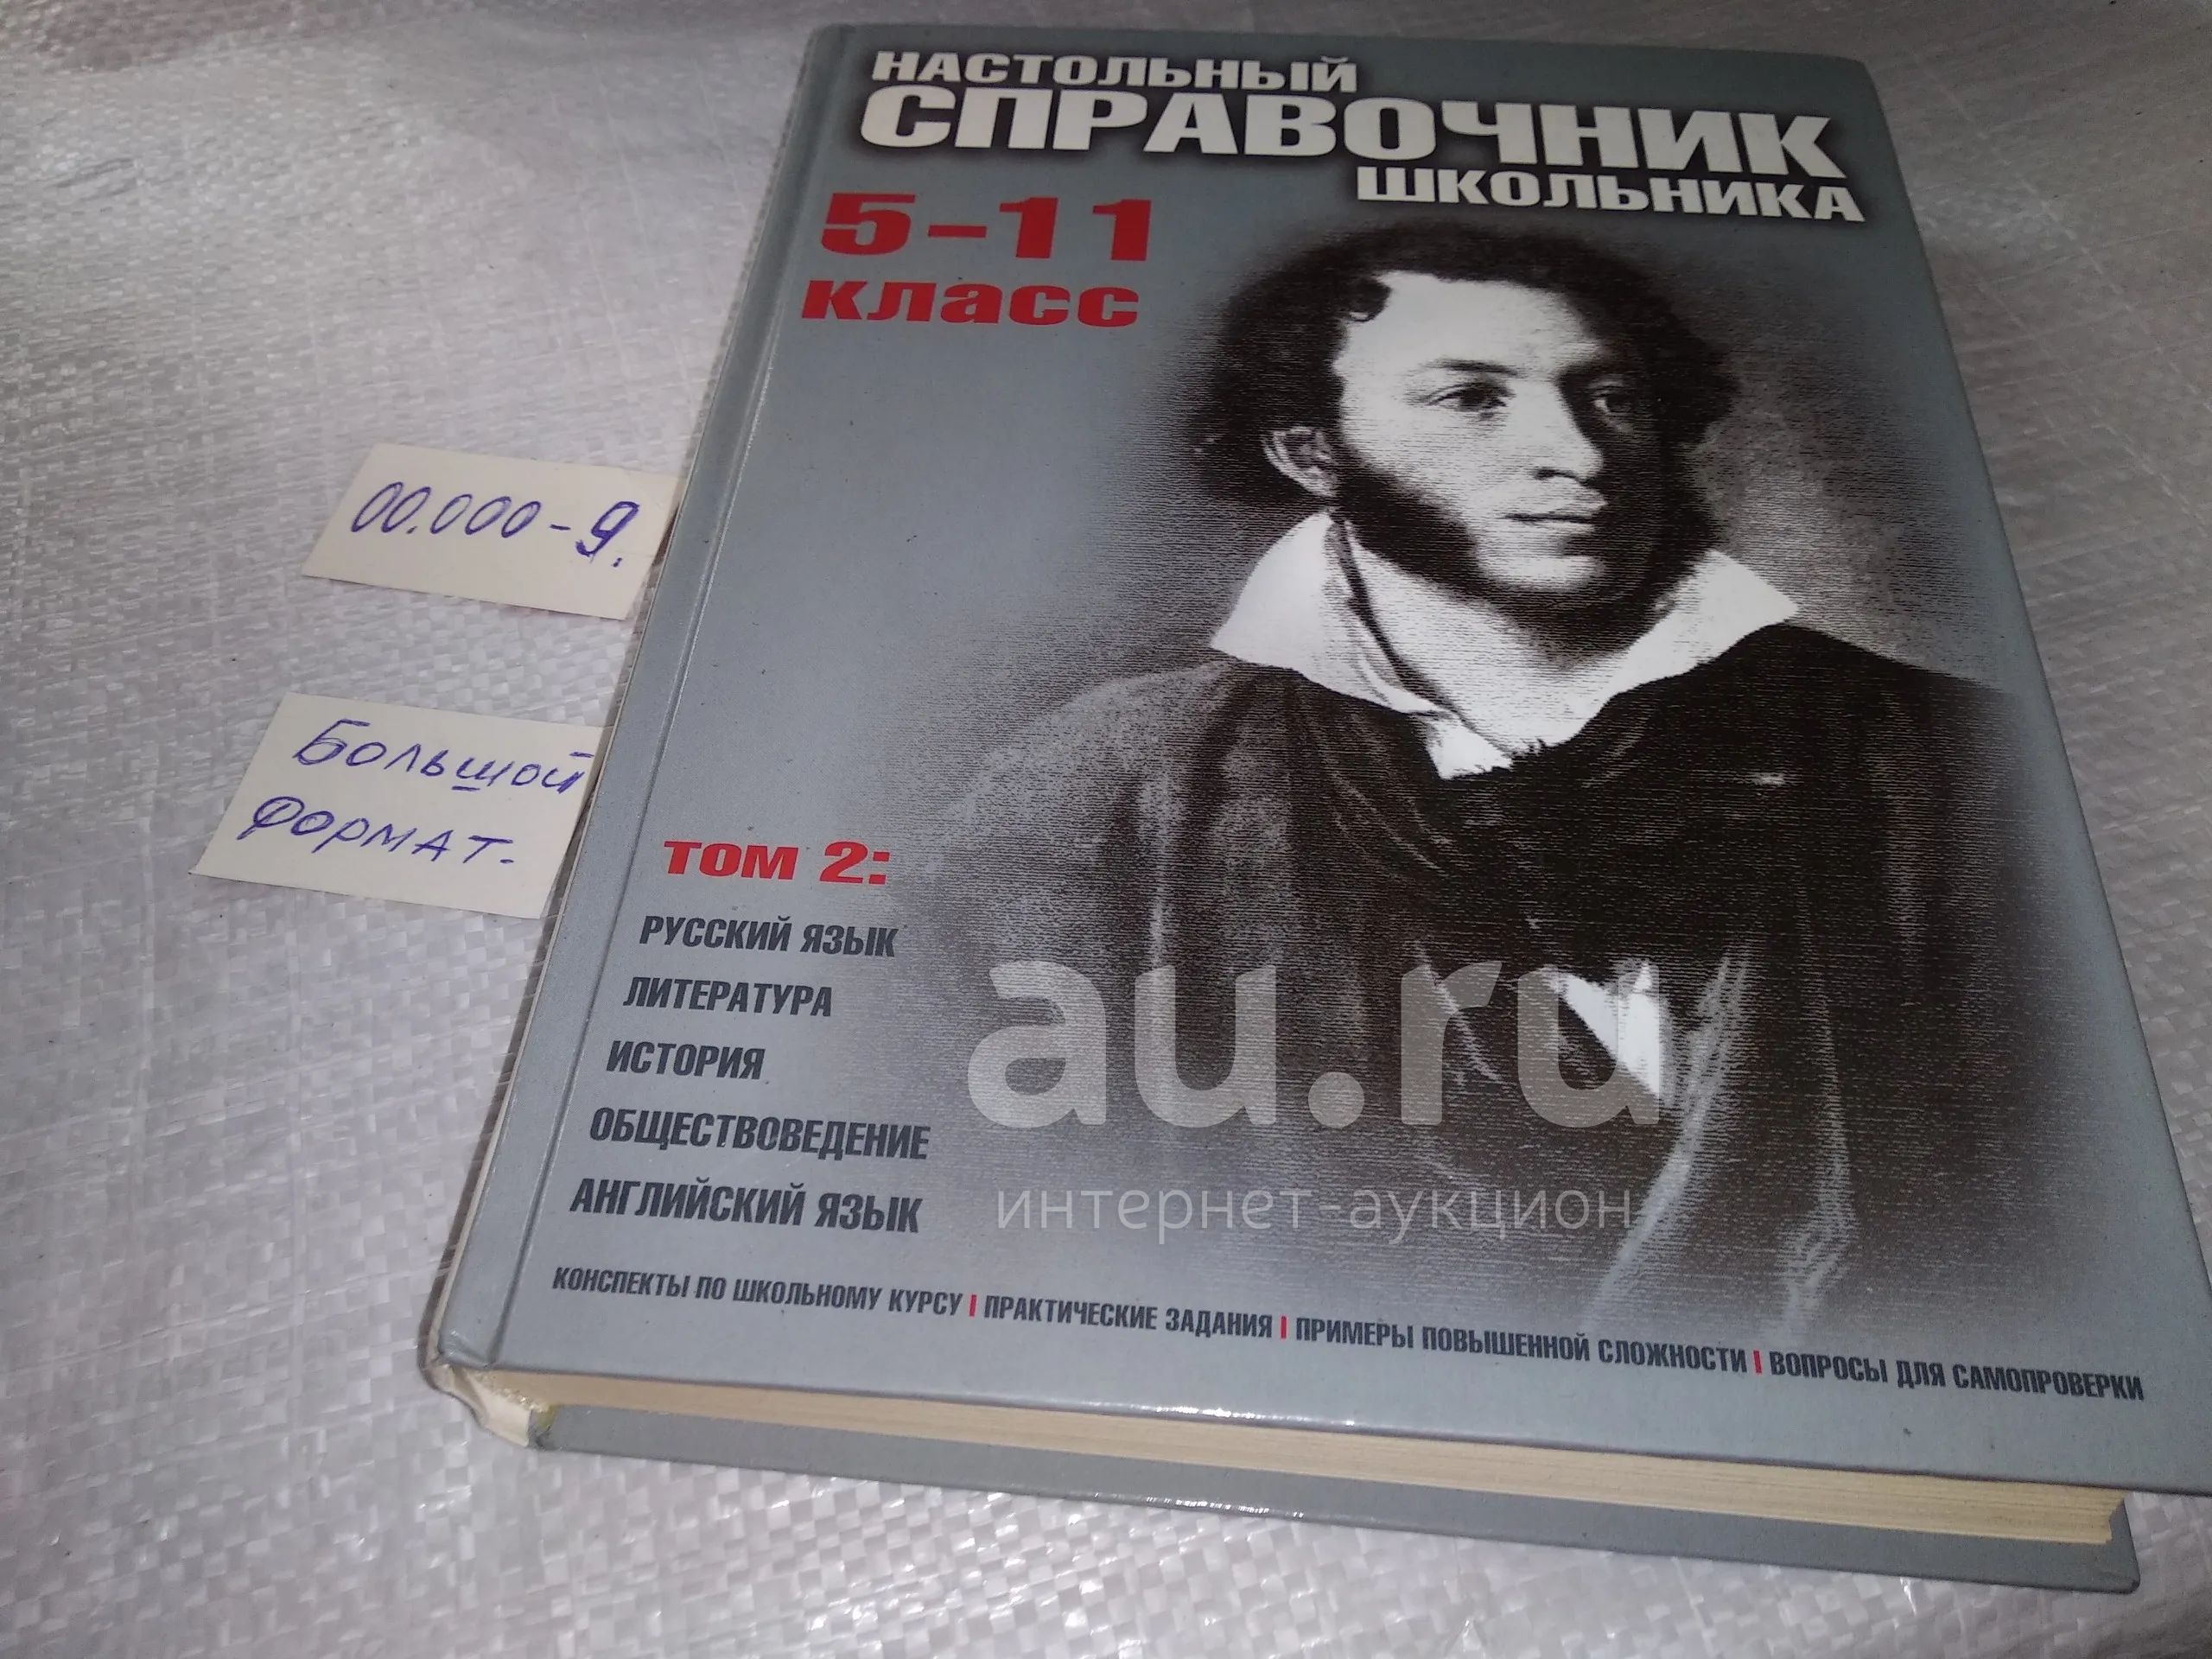 НАСТОЛЬНЫЙ
СПРАВОЧНИК
ШКОЛЬНИКА
5-11
класс
00.000-9.
Большой
формат.
том 2:
РУССКИЙ ЯЗЫК
ЛИТЕРАТУРА
ИСТОРИЯ
ОБЩЕСТВОВЕДЕНИЕ
АНГЛИЙСКИЙ ЯЗЫК
au.ru
интернет-аукцион
КОНСПЕКТЫ ПО ШКОЛЬНОМУ КУРСУ | ПРАКТИЧЕСКИЕ ЗАДАНИЯ | ПРИМЕРЫ ПОВЫШЕННОЙ СЛОЖНОСТИ | ВОПРОСЫ ДЛЯ САМОПРОВЕРКИ